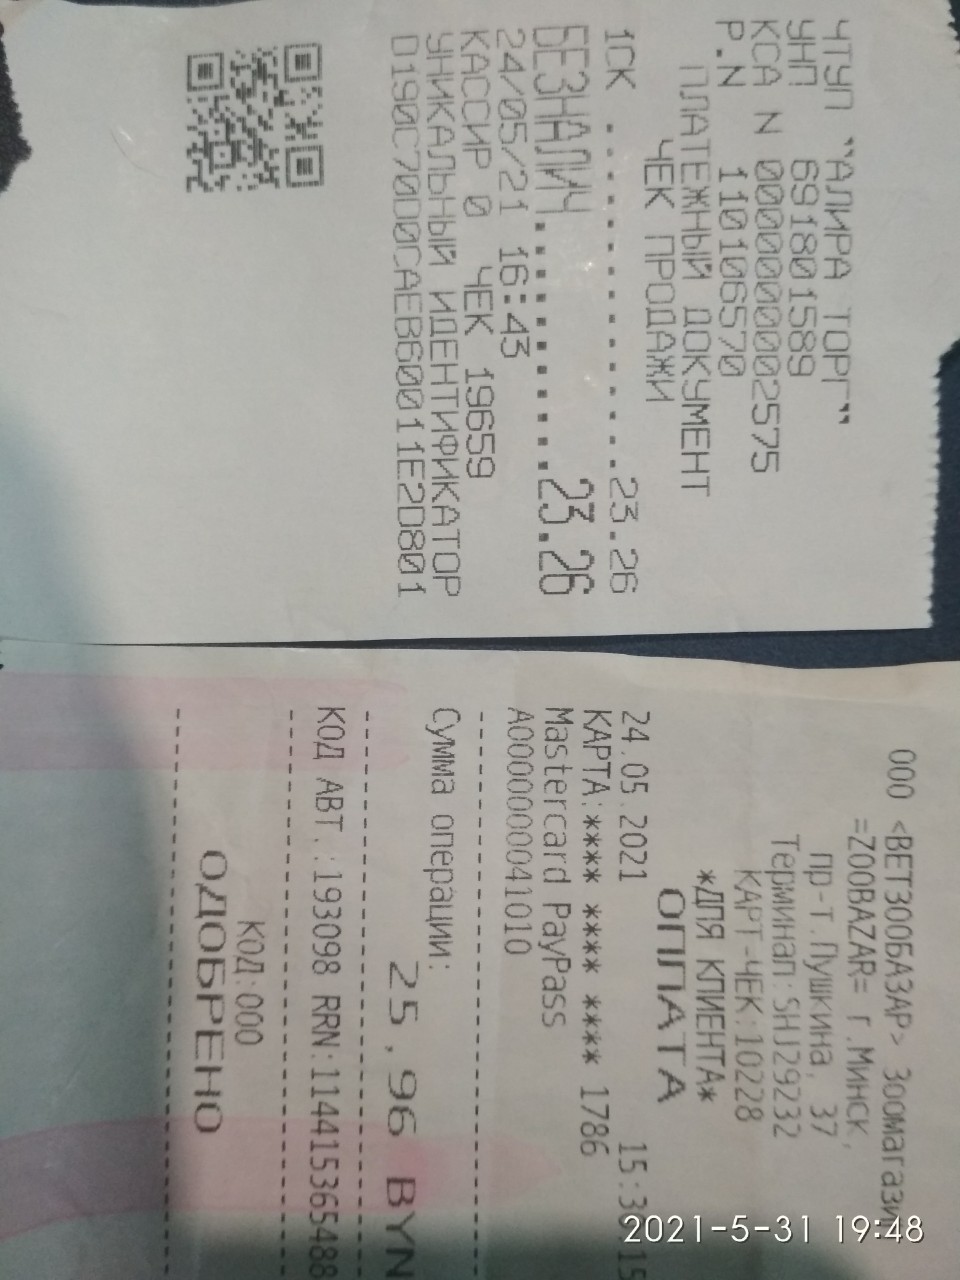 ЧТУП "АЛИРА ТОРГ"
УНП 691801589
КСА N 000000000002575
Р.N 110106570
ПЛАТЕЖНЫЙ ДОКУМЕНТ
ЧЕК ПРОДАЖИ
1СК ..................23.26
БЕЗНАЛИЧ..............23.26
24/05/21 16:43
КАССИР 0 ЧЕК 19659
УНИКАЛЬНЫЙ ИДЕНТИФИКАТОР
D190C70D0CAEB60011E2D801
ООО <ВЕТЗООБАЗАР> Зоомагазин
=ZOOBAZAR= г.Минск,
пр-т.Пушкина, 37
Терминал:SHJ29232
КАРТ-ЧЕК:10228
*ДЛЯ КЛИЕНТА*
ОПЛАТА
24.05.2021
КАРТА:**** **** **** 1786
Mastercard PayPass
A0000000041010
Сумма операции:
25,96 BYN
КОД АВТ.:193098 RRN:114415365488
КОД:000
ОДОБРЕНО
2021-5-31 19:48